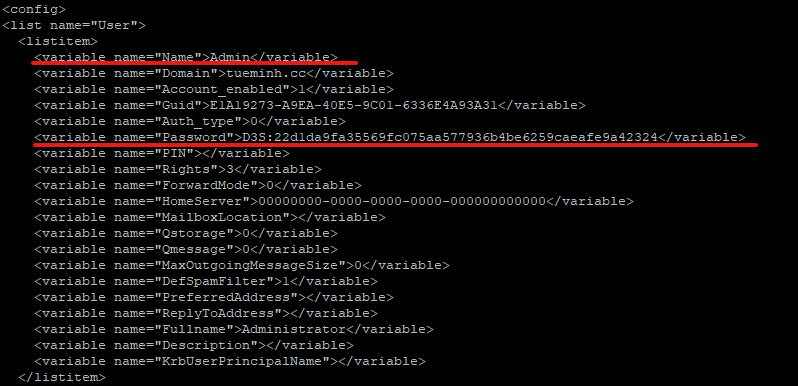 <config>
<list name="User">
<listitem>
<variable name="Name">Admin</variable>
<variable name="Domain">tueminh.cc</variable>
<variable name="Account_enabled">1</variable>
<variable name="Guid">E1A19273-A9EA-40E5-9C01-6336E4A93A31</variable>
<variable name="Auth_type">0</variable>
<variable name="Password">D3S:22d1da9fa35569fc075aa577936b4be6259caeafe9a42324</variable>
<variable name="PIN"></variable>
<variable name="Rights">3</variable>
<variable name="ForwardMode">0</variable>
<variable name="HomeServer">00000000-0000-0000-0000-000000000000</variable>
<variable name="MailboxLocation"></variable>
<variable name="Qstorage">0</variable>
<variable name="Qmessage">0</variable>
<variable name="MaxOutgoingMessageSize">0</variable>
<variable name="DefSpamFilter">1</variable>
<variable name="PreferredAddress"></variable>
<variable name="ReplyToAddress"></variable>
<variable name="Fullname">Administrator</variable>
<variable name="Description"></variable>
<variable name="KrbUserPrincipalName"></variable>
</listitem>